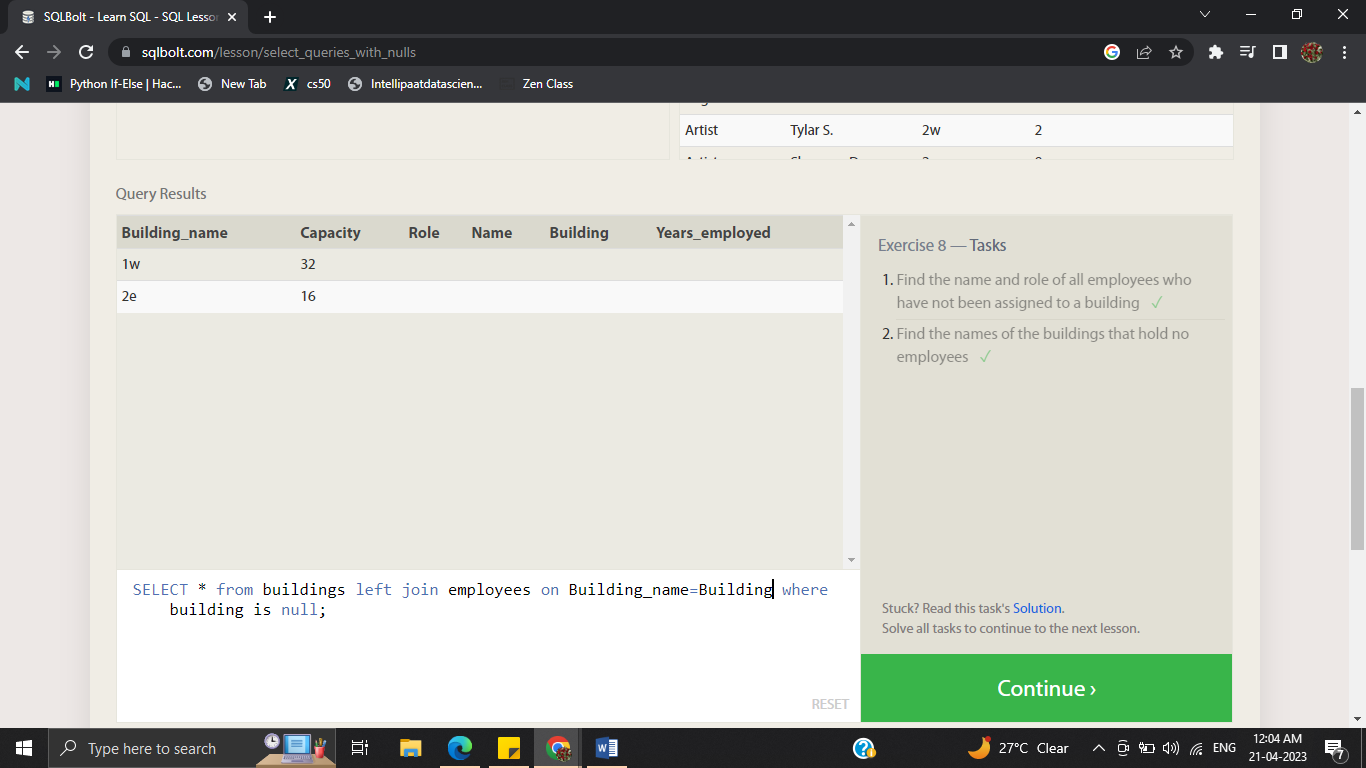 SQLBolt - Learn SQL - SQL Lesson
sqlbolt.com/lesson/select_queries_with_nulls
N HR Python If-Else | Hac... New Tab X cs50 Intellipaatdatascien... Zen Class
Artist Tylar S. 2w 2
Query Results
Building_name Capacity Role Name Building Years_employed
1w 32
2e 16
Exercise 8 — Tasks
1. Find the name and role of all employees who
have not been assigned to a building ✓
2. Find the names of the buildings that hold no
employees ✓
SELECT * from buildings left join employees on Building_name=Building where
building is null;
RESET
Stuck? Read this task's Solution.
Solve all tasks to continue to the next lesson.
Continue ›
Type here to search
27°C Clear
ENG
12:04 AM
21-04-2023
7